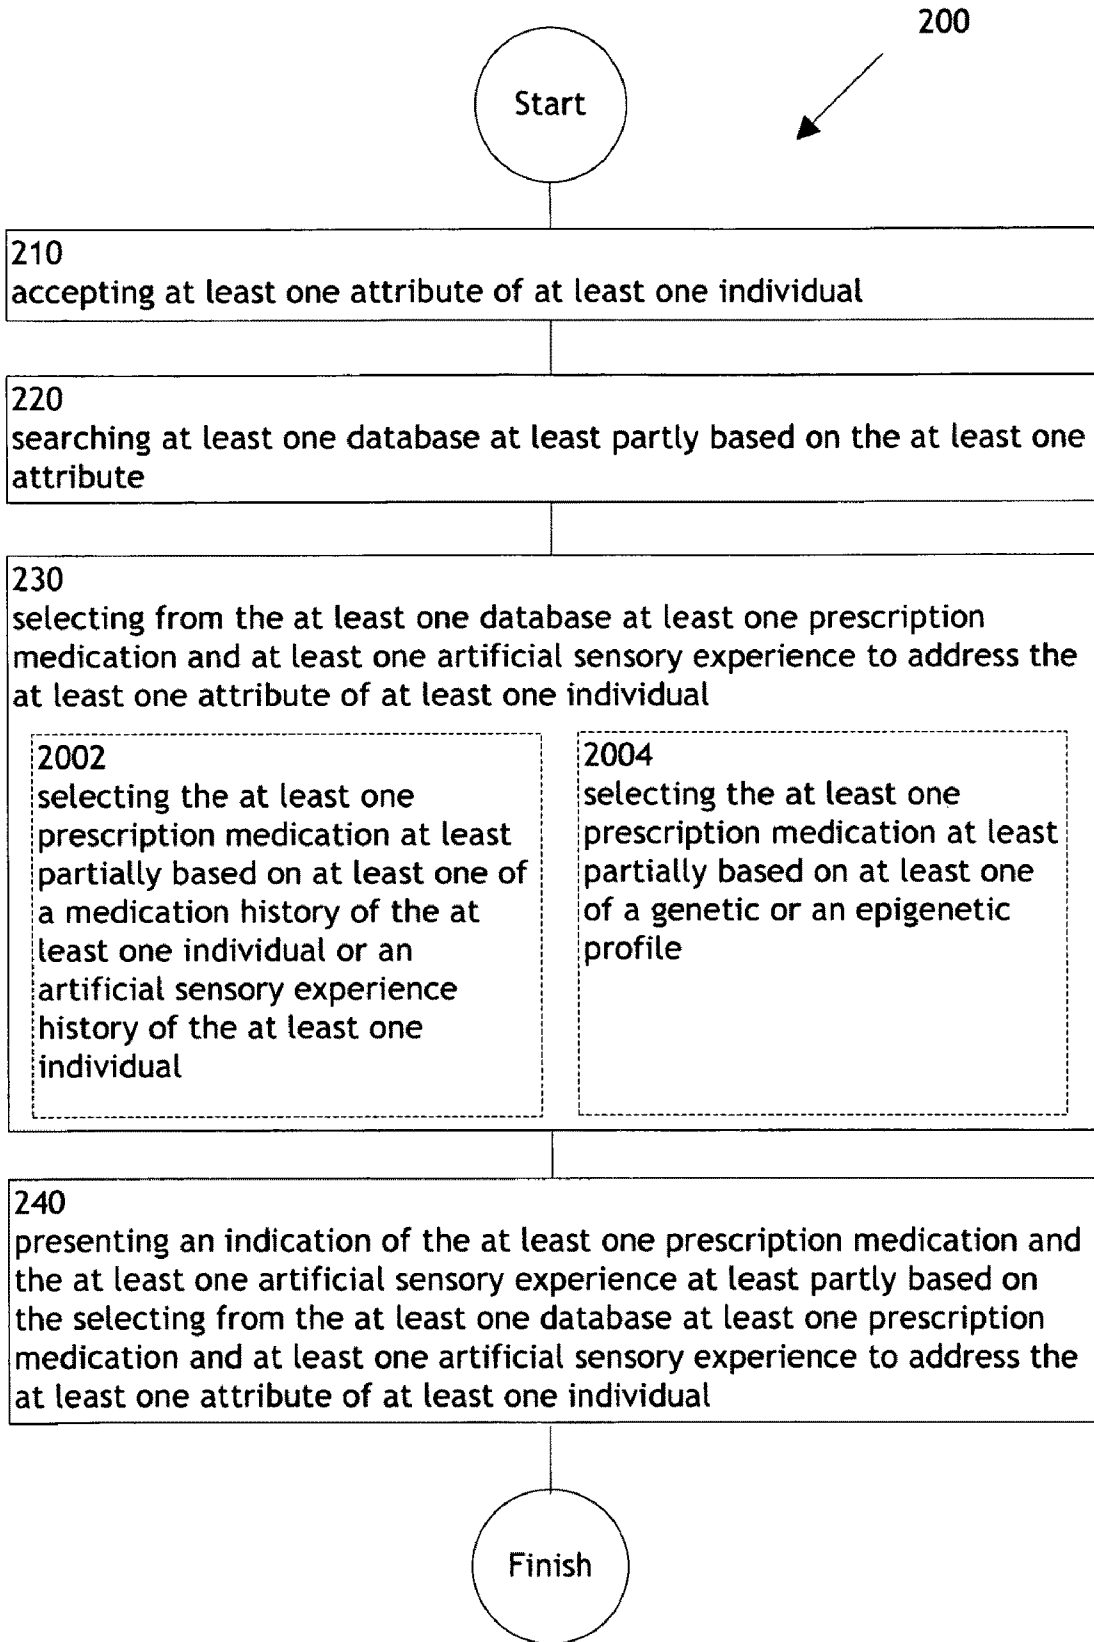 200
Start
210
accepting at least one attribute of at least one individual
220
searching at least one database at least partly based on the at least one
attribute
230
selecting from the at least one database at least one prescription
medication and at least one artificial sensory experience to address the
at least one attribute of at least one individual
2002
selecting the at least one
prescription medication at least
partially based on at least one of
a medication history of the at
least one individual or an
artificial sensory experience
history of the at least one
individual
2004
selecting the at least one
prescription medication at least
partially based on at least one
of a genetic or an epigenetic
profile
240
presenting an indication of the at least one prescription medication and
the at least one artificial sensory experience at least partly based on
the selecting from the at least one database at least one prescription
medication and at least one artificial sensory experience to address the
at least one attribute of at least one individual
Finish